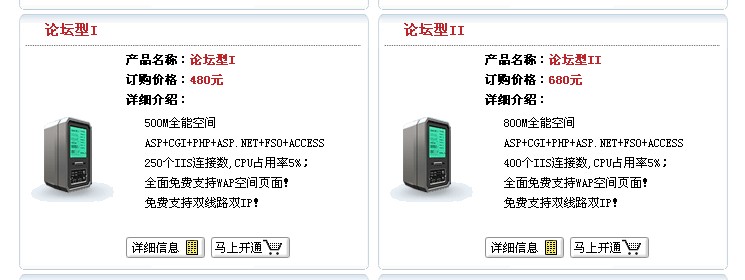 论坛型I
产品名称：论坛型I
订购价格：480元
详细介绍：
500M全能空间
ASP+CGI+PHP+ASP.NET+FSO+ACCESS
250个IIS连接数,CPU占用率5%;
全面免费支持WAP空间页面!
免费支持双线路双IP!
详细信息
马上开通
论坛型II
产品名称：论坛型II
订购价格：680元
详细介绍：
800M全能空间
ASP+CGI+PHP+ASP.NET+FSO+ACCESS
400个IIS连接数,CPU占用率5%;
全面免费支持WAP空间页面!
免费支持双线路双IP!
详细信息
马上开通